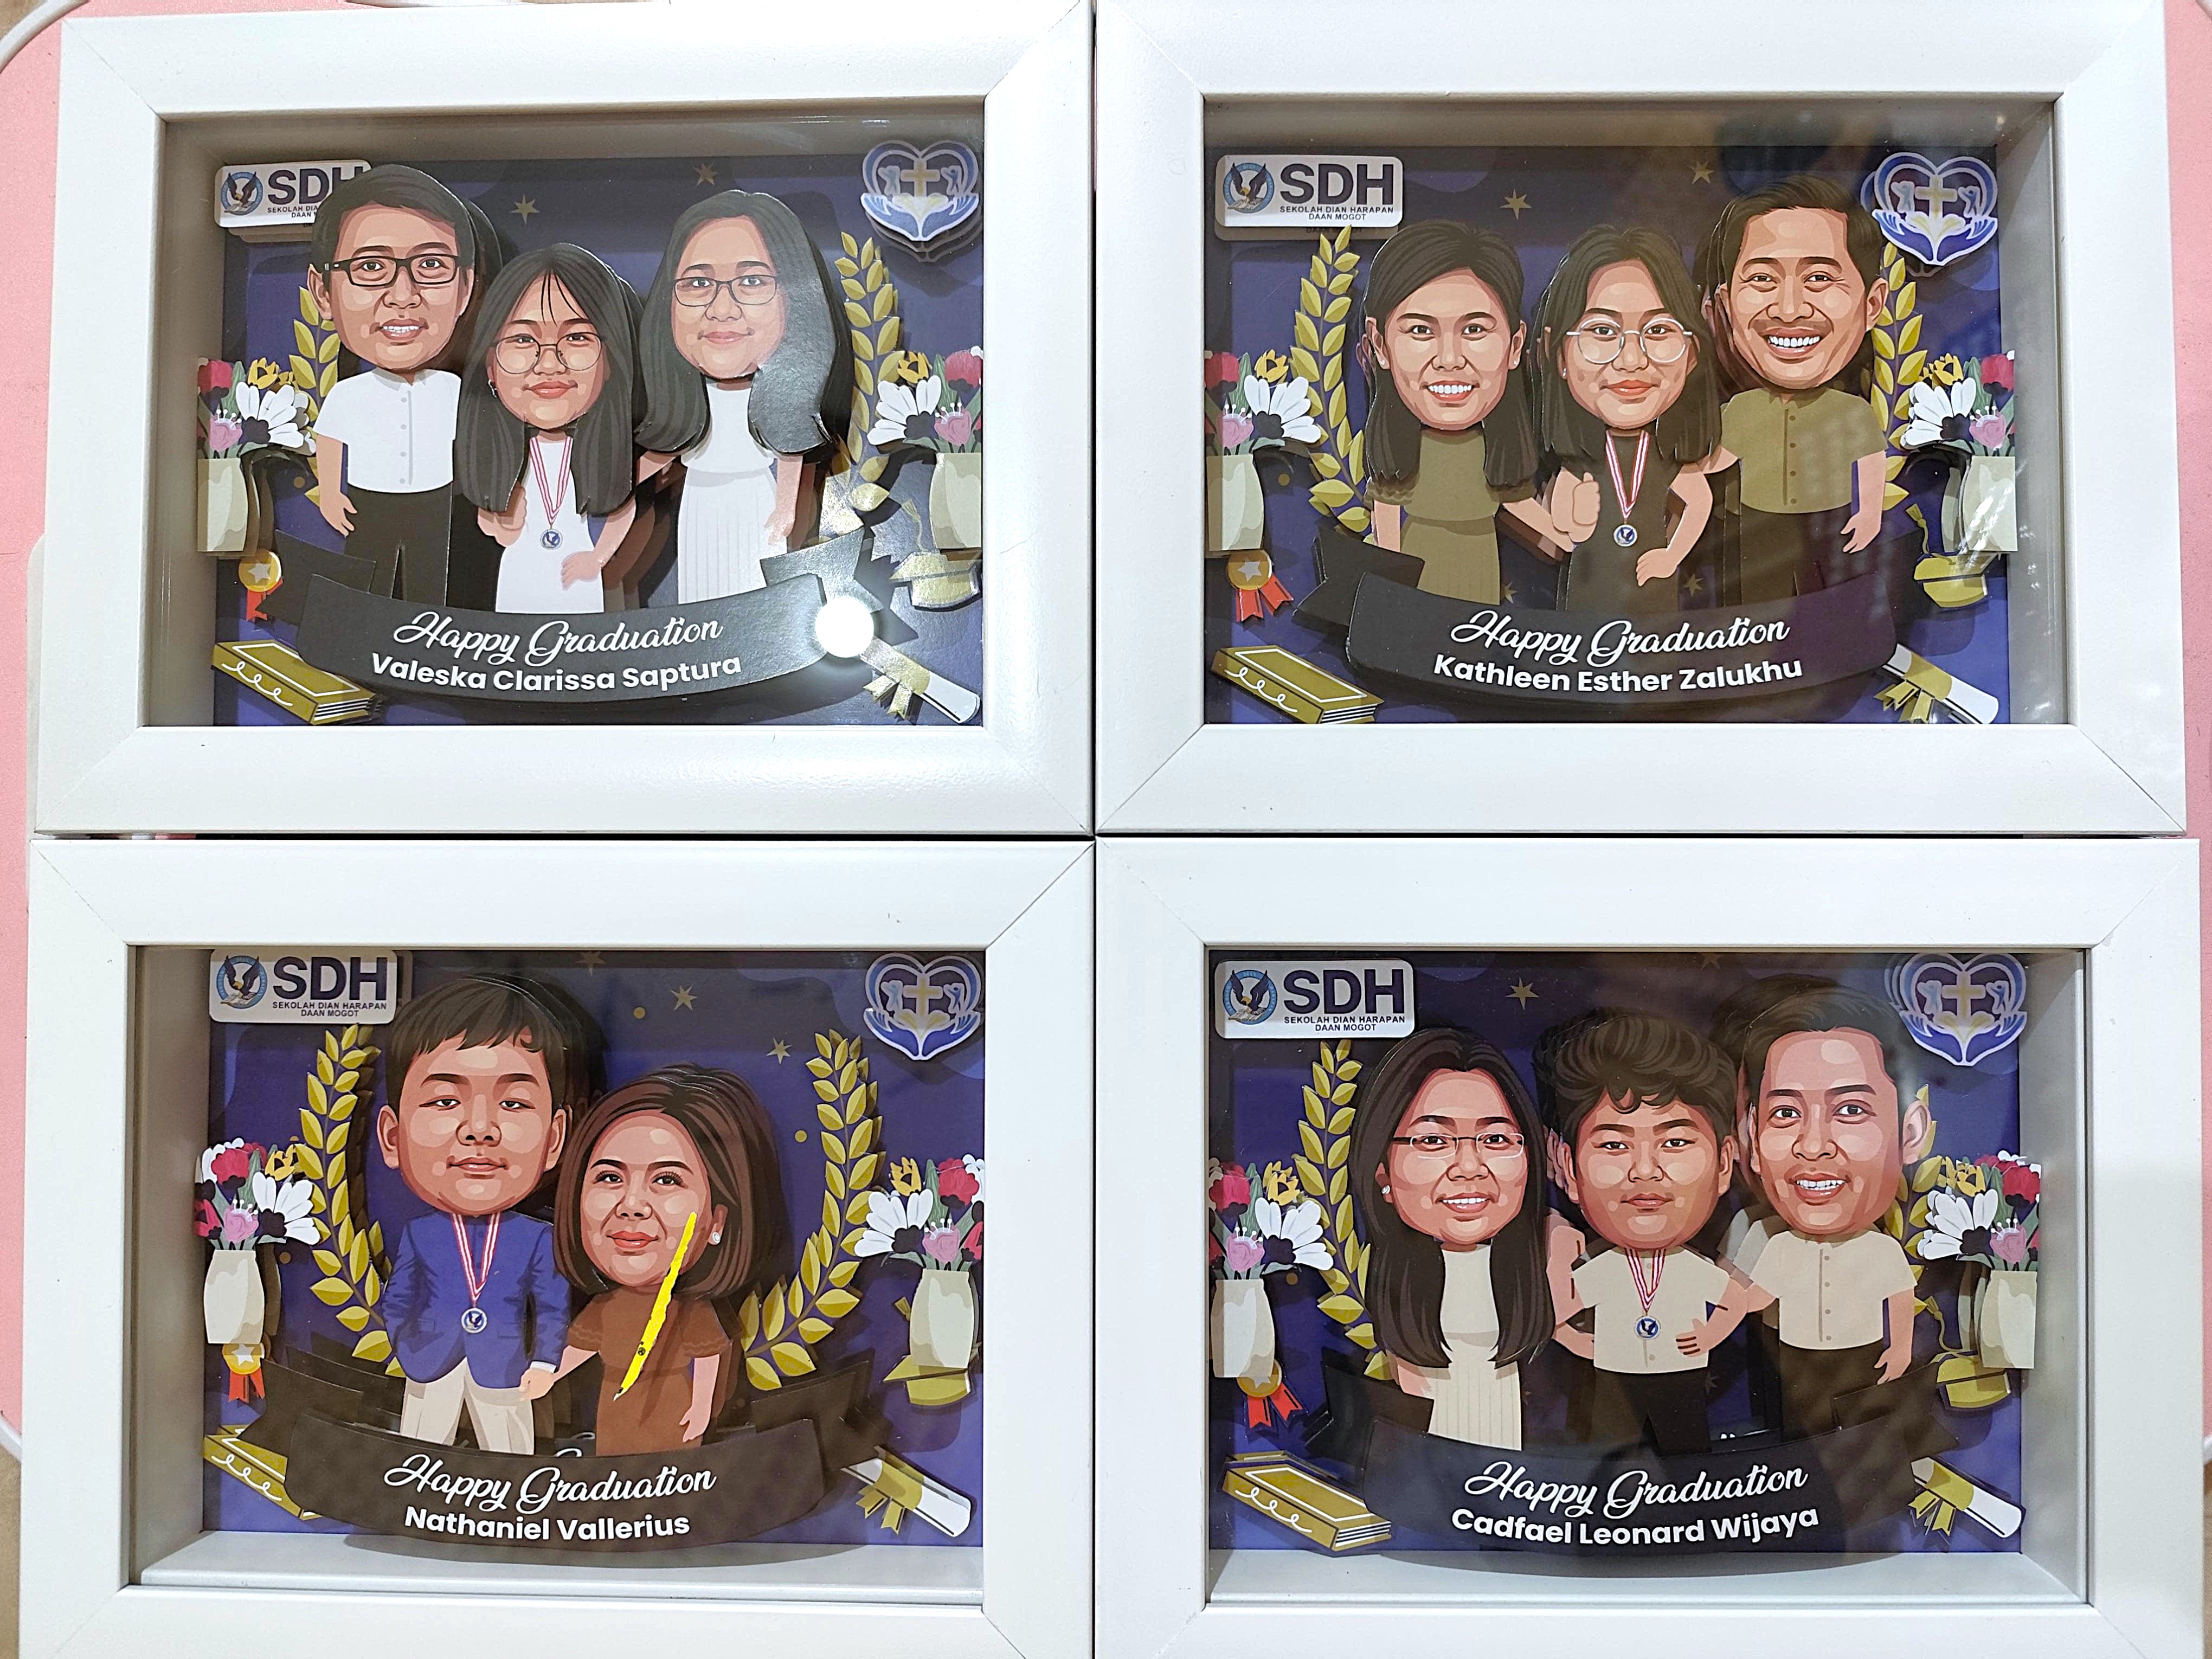 SDH
SEKOLAH DIAN
DAAN
Happy Graduation
Valeska Clarissa Saptura
SDH
SEKOLAH DIAN HARAPAN
DAAN MOGOT
Happy Graduation
Kathleen Esther Zalukhu
SDH
SEKOLAH DIAN HARAPAN
DAAN MOGOT
Happy Graduation
Nathaniel Vallerius
SDH
SEKOLAH DIAN HARAPAN
DAAN MOGOT
Happy Graduation
Cadfael Leonard Wijaya